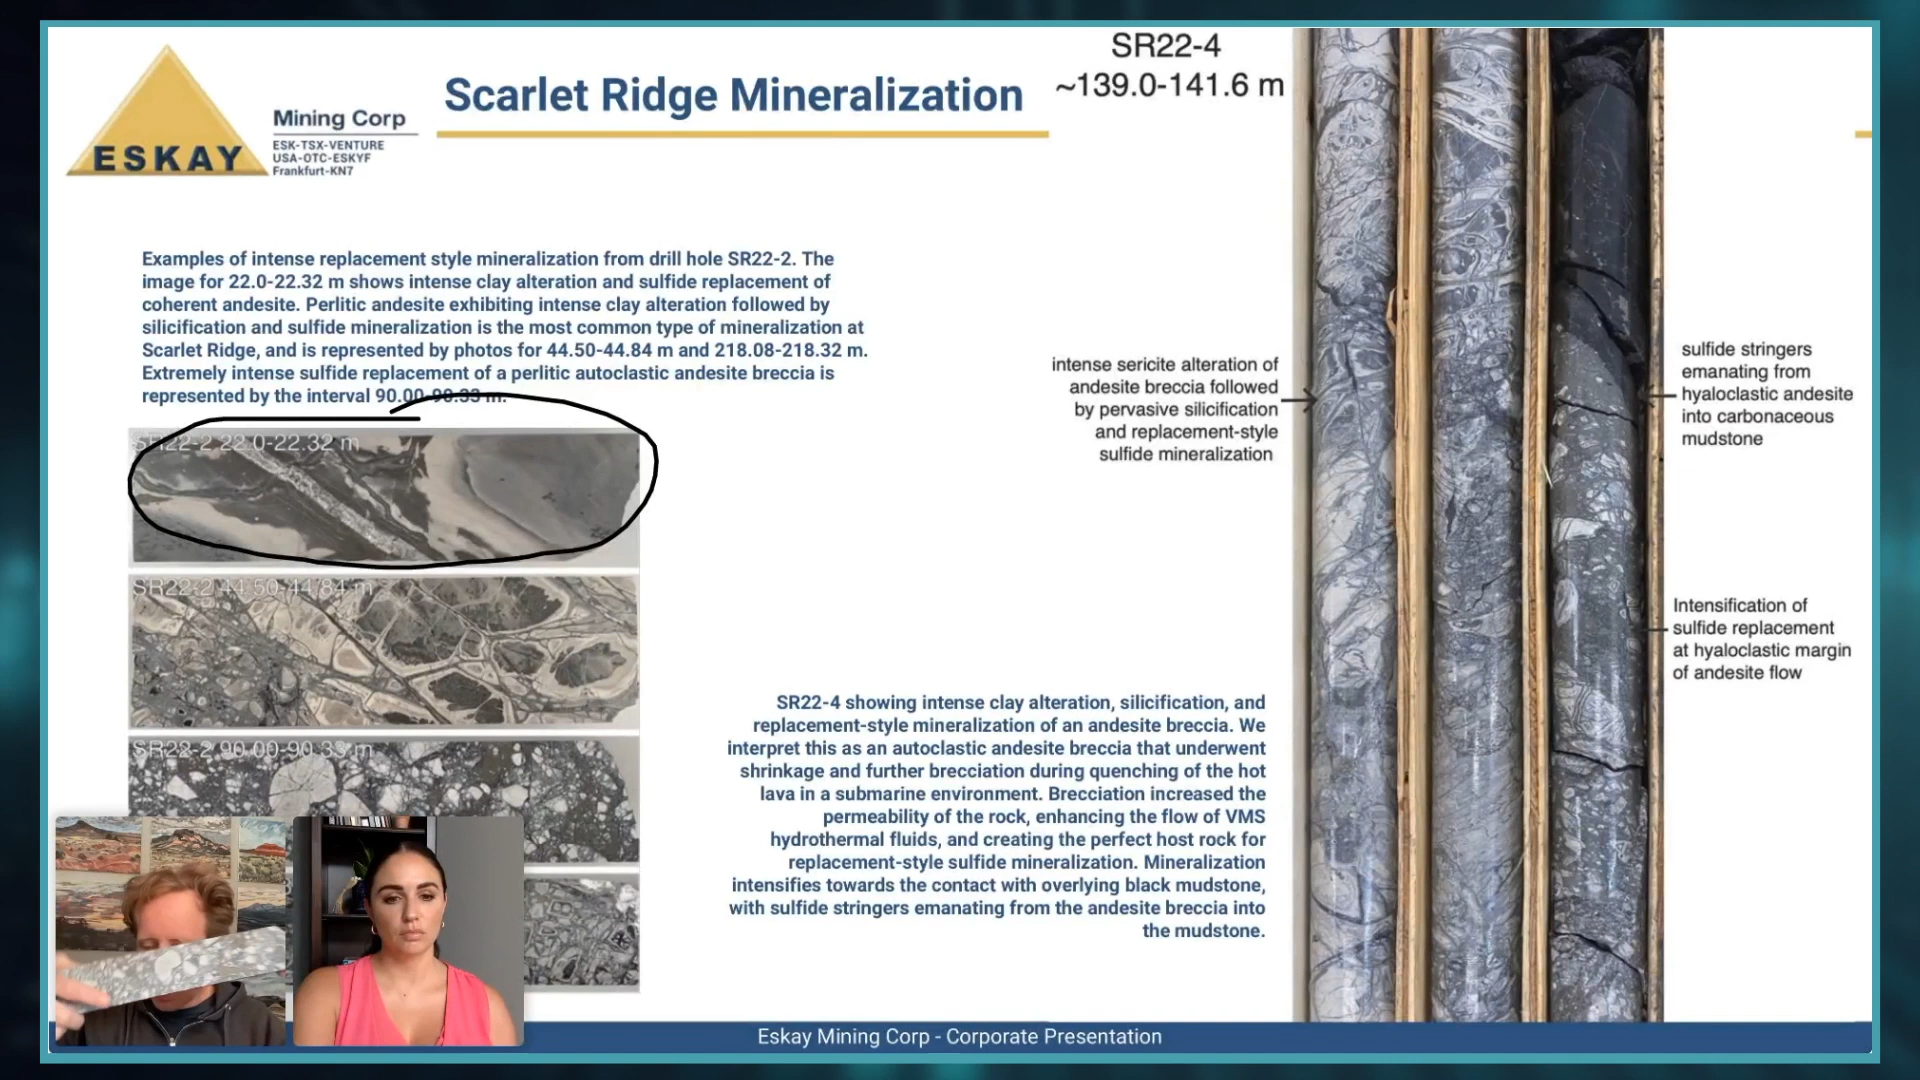 ESKAY
Mining Corp
ESK-TSX-VENTURE
USA-OTC-ESKYF
Frankfurt-KN7
Scarlet Ridge Mineralization
SR22-4
~139.0-141.6 m
Examples of intense replacement style mineralization from drill hole SR22-2. The
image for 22.0-22.32 m shows intense clay alteration and sulfide replacement of
coherent andesite. Perlitic andesite exhibiting intense clay alteration followed by
silicification and sulfide mineralization is the most common type of mineralization at
Scarlet Ridge, and is represented by photos for 44.50-44.84 m and 218.08-218.32 m.
Extremely intense sulfide replacement of a perlitic autoclastic andesite breccia is
represented by the interval 90.00-90.33 m.
SR22-2 22.0-22.32 m
SR22-2 44.50-44.84 m
SR22-2 90.00-90.33 m
intense sericite alteration of
andesite breccia followed
by pervasive silicification
and replacement-style
sulfide mineralization
sulfide stringers
emanating from
hyaloclastic andesite
into carbonaceous
mudstone
Intensification of
sulfide replacement
at hyaloclastic margin
of andesite flow
SR22-4 showing intense clay alteration, silicification, and
replacement-style mineralization of an andesite breccia. We
interpret this as an autoclastic andesite breccia that underwent
shrinkage and further brecciation during quenching of the hot
lava in a submarine environment. Brecciation increased the
permeability of the rock, enhancing the flow of VMS
hydrothermal fluids, and creating the perfect host rock for
replacement-style sulfide mineralization. Mineralization
intensifies towards the contact with overlying black mudstone,
with sulfide stringers emanating from the andesite breccia into
the mudstone.
Eskay Mining Corp - Corporate Presentation